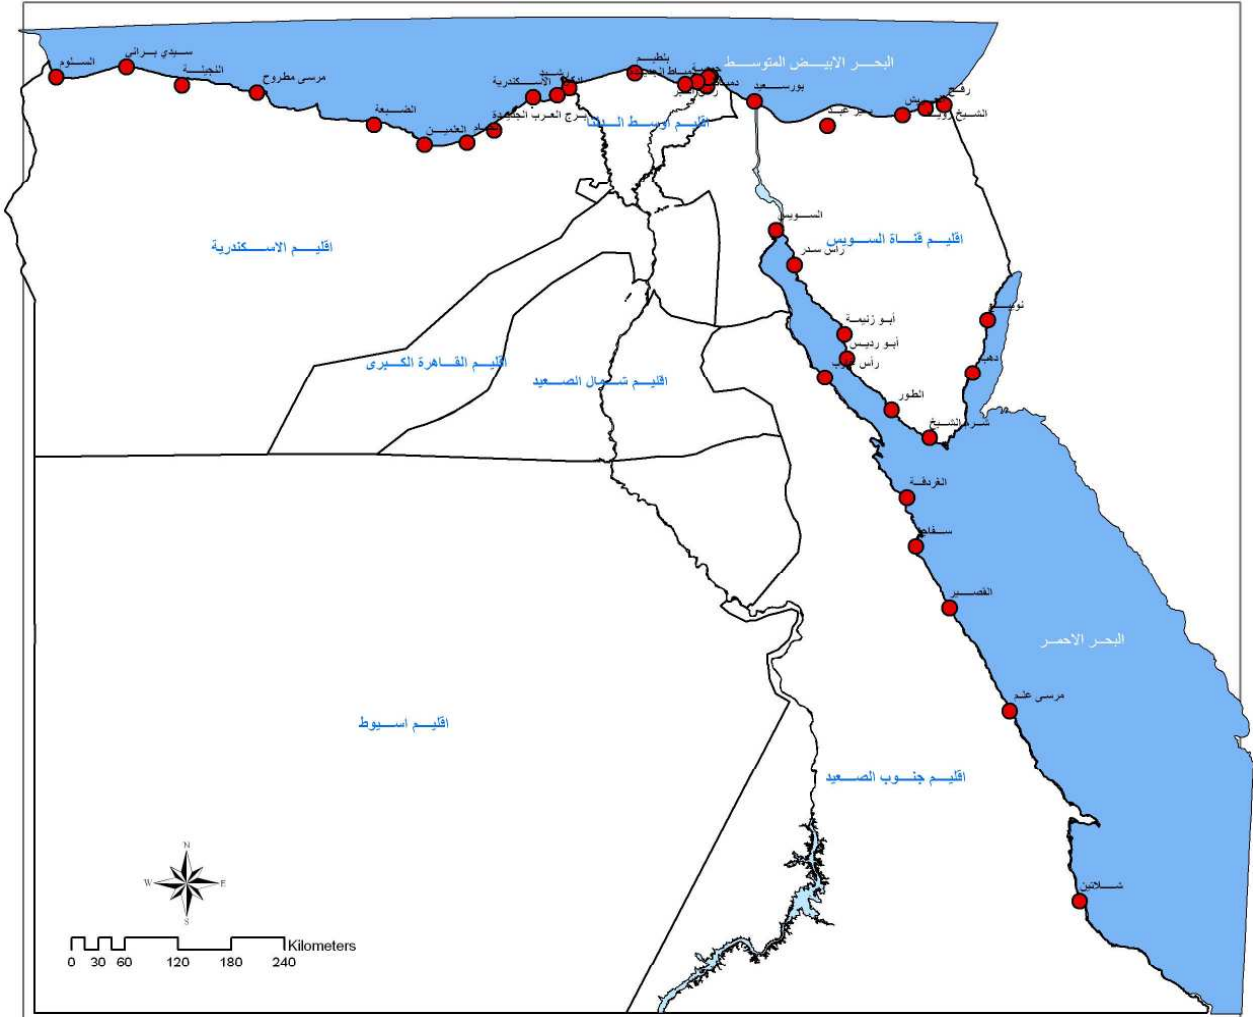 البحر الابيض المتوسط
السلوم
سيدي براني
النجيلة
مرسى مطروح
الضبعة
العلمين
برج العرب الجديدة
الاسكندرية
رشيد
بلطيم
بورسعيد
رفح
اقليم اوسط الدلتا
السويس
راس سدر
اقليم قناة السويس
اقليم الاسكندرية
أبو زنيمة
أبو رديس
دهب
اقليم القاهرة الكبرى
اقليم شمال الصعيد
الطور
شرم الشيخ
الغردقة
سفاجا
القصير
البحر الاحمر
مرسى علم
اقليم اسيوط
اقليم جنوب الصعيد
شلاتين
N
W E
S
Kilometers
0 30 60 120 180 240